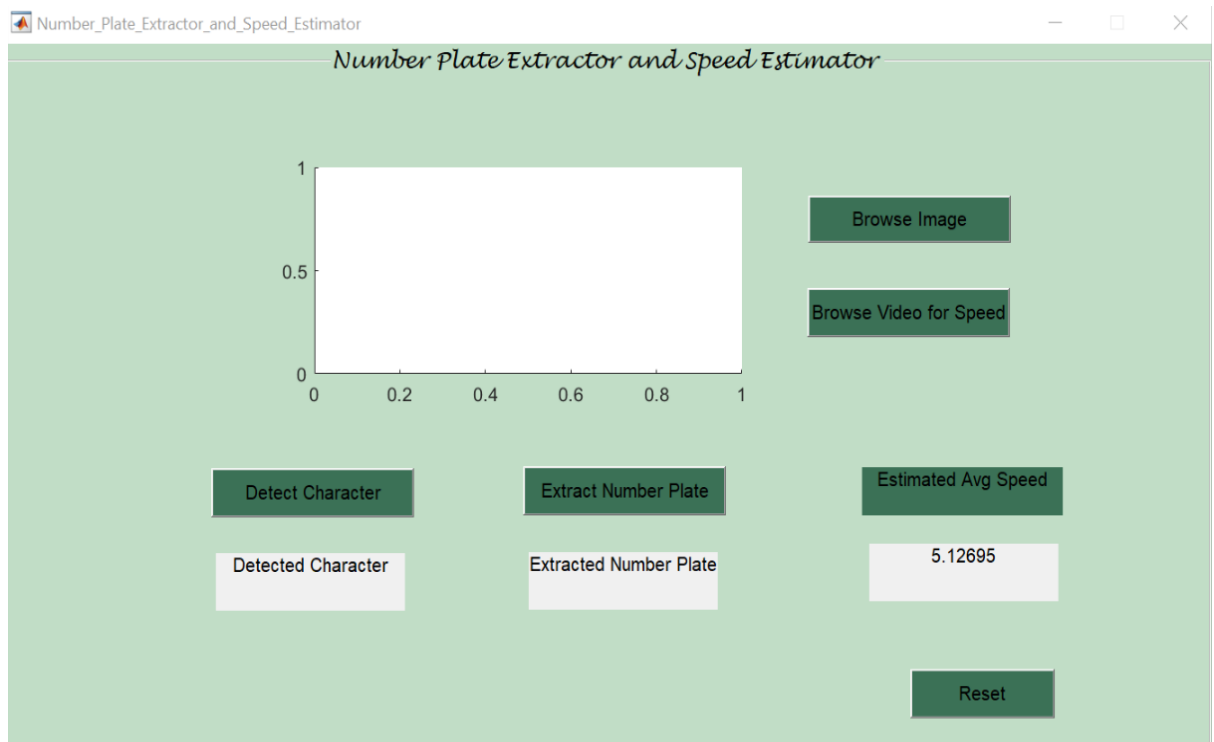 Number_Plate_Extractor_and_Speed_Estimator
Number Plate Extractor and Speed Estimator
1
0.5
0
0 0.2 0.4 0.6 0.8 1
Browse Image
Browse Video for Speed
Detect Character
Extract Number Plate
Estimated Avg Speed
Detected Character
Extracted Number Plate
5.12695
Reset